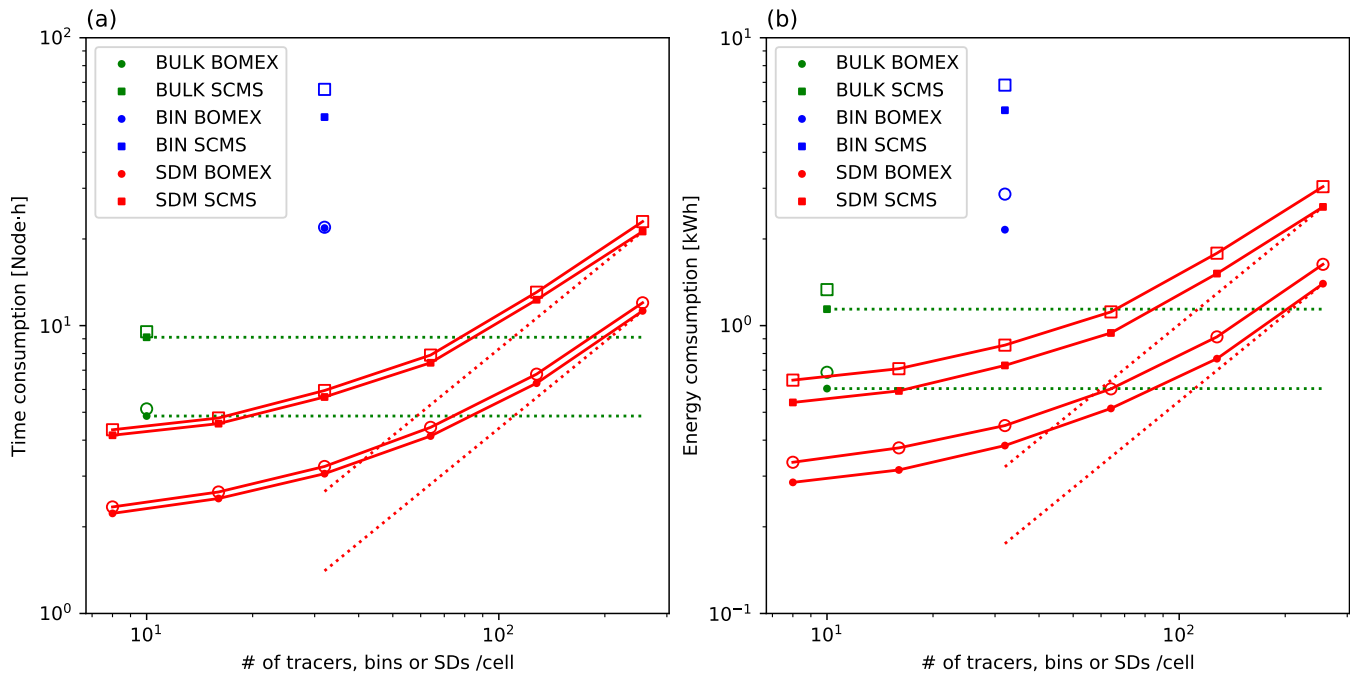 (a)
Time consumption [Node·h]
10²
10¹
10⁰
BULK BOMEX
BULK SCMS
BIN BOMEX
BIN SCMS
SDM BOMEX
SDM SCMS
10¹
10²
# of tracers, bins or SDs /cell
(b)
Energy comsumption [kWh]
10¹
10⁰
10⁻¹
BULK BOMEX
BULK SCMS
BIN BOMEX
BIN SCMS
SDM BOMEX
SDM SCMS
10¹
10²
# of tracers, bins or SDs /cell